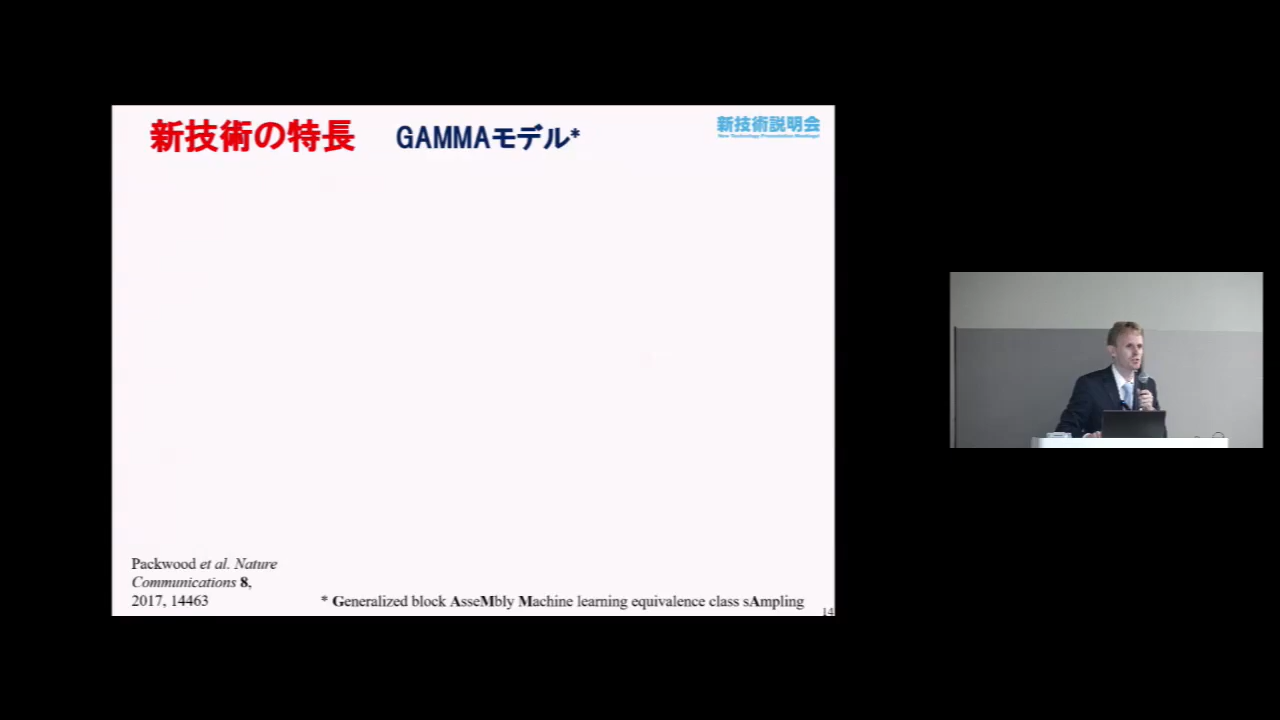 新技術の特長 GAMMAモデル*
新技術説明会
New Technology Presentation Meetings!
Packwood et al. Nature
Communications 8,
2017, 14463
* Generalized block AsseMbly Machine learning equivalence class sAmpling
14